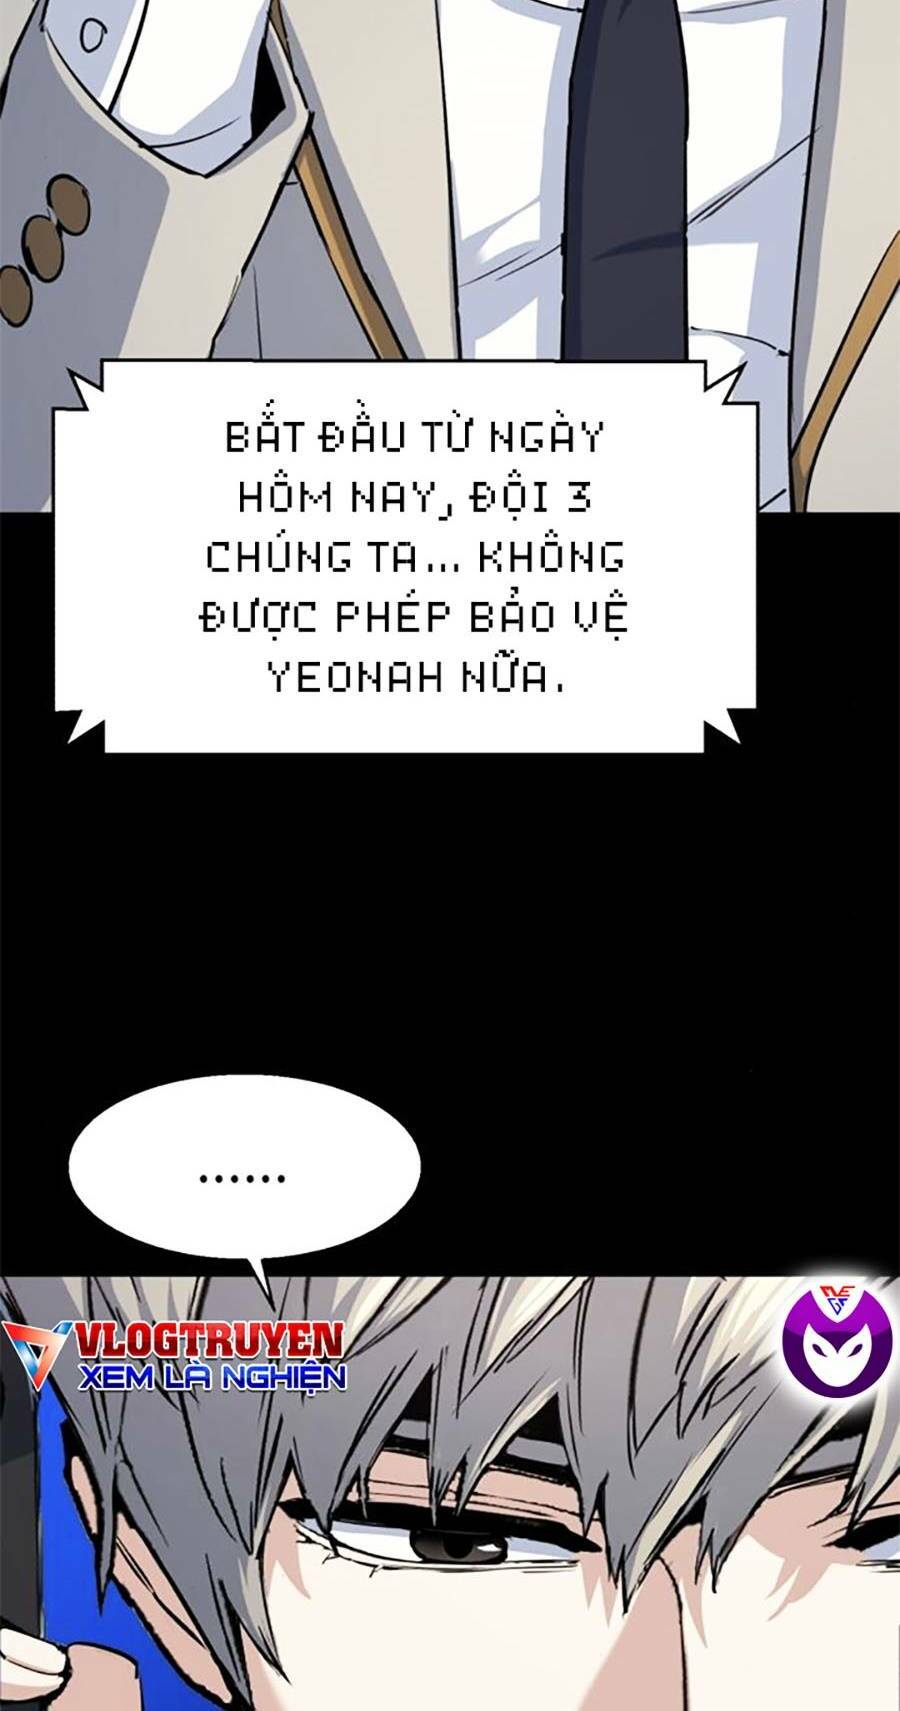 BẮT ĐẦU TỪ NGÀY
HÔM NAY, ĐỘI 3
CHÚNG TA... KHÔNG
ĐƯỢC PHÉP BẢO VỆ
YEONAH NỮA.
......
VLOGTRUYEN
XEM LÀ NGHIỆN